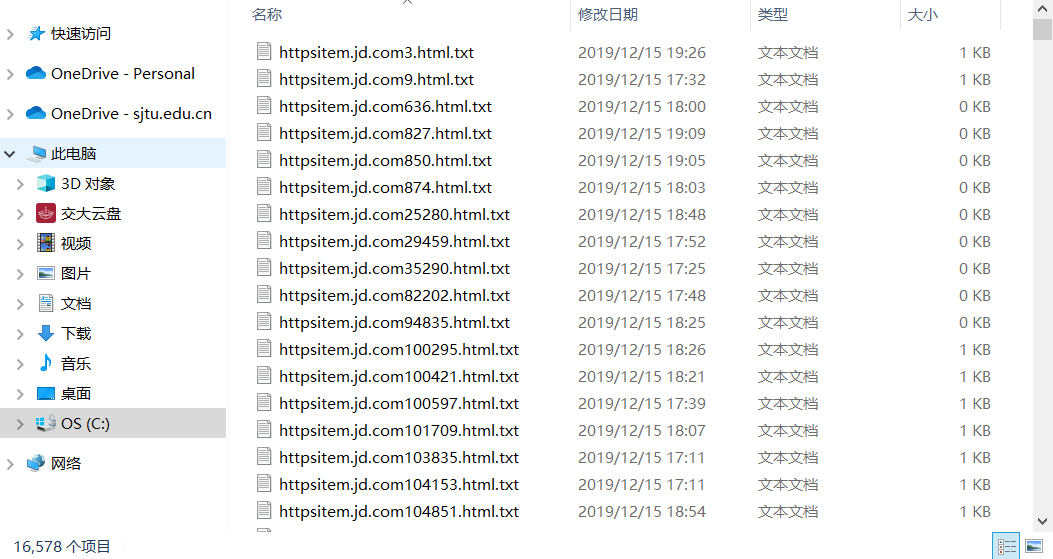 名称 修改日期 类型 大小
快速访问
OneDrive - Personal
OneDrive - sjtu.edu.cn
此电脑
3D 对象
交大云盘
视频
图片
文档
下载
音乐
桌面
OS (C:)
网络
httpsitem.jd.com3.html.txt 2019/12/15 19:26 文本文档 1 KB
httpsitem.jd.com9.html.txt 2019/12/15 17:32 文本文档 1 KB
httpsitem.jd.com636.html.txt 2019/12/15 18:00 文本文档 0 KB
httpsitem.jd.com827.html.txt 2019/12/15 19:09 文本文档 0 KB
httpsitem.jd.com850.html.txt 2019/12/15 19:05 文本文档 0 KB
httpsitem.jd.com874.html.txt 2019/12/15 18:03 文本文档 0 KB
httpsitem.jd.com25280.html.txt 2019/12/15 18:48 文本文档 0 KB
httpsitem.jd.com29459.html.txt 2019/12/15 17:52 文本文档 0 KB
httpsitem.jd.com35290.html.txt 2019/12/15 17:25 文本文档 0 KB
httpsitem.jd.com82202.html.txt 2019/12/15 17:48 文本文档 0 KB
httpsitem.jd.com94835.html.txt 2019/12/15 18:25 文本文档 0 KB
httpsitem.jd.com100295.html.txt 2019/12/15 18:26 文本文档 1 KB
httpsitem.jd.com100421.html.txt 2019/12/15 18:21 文本文档 1 KB
httpsitem.jd.com100597.html.txt 2019/12/15 17:39 文本文档 1 KB
httpsitem.jd.com101709.html.txt 2019/12/15 18:07 文本文档 1 KB
httpsitem.jd.com103835.html.txt 2019/12/15 17:11 文本文档 1 KB
httpsitem.jd.com104153.html.txt 2019/12/15 17:11 文本文档 1 KB
httpsitem.jd.com104851.html.txt 2019/12/15 18:54 文本文档 1 KB
16,578 个项目